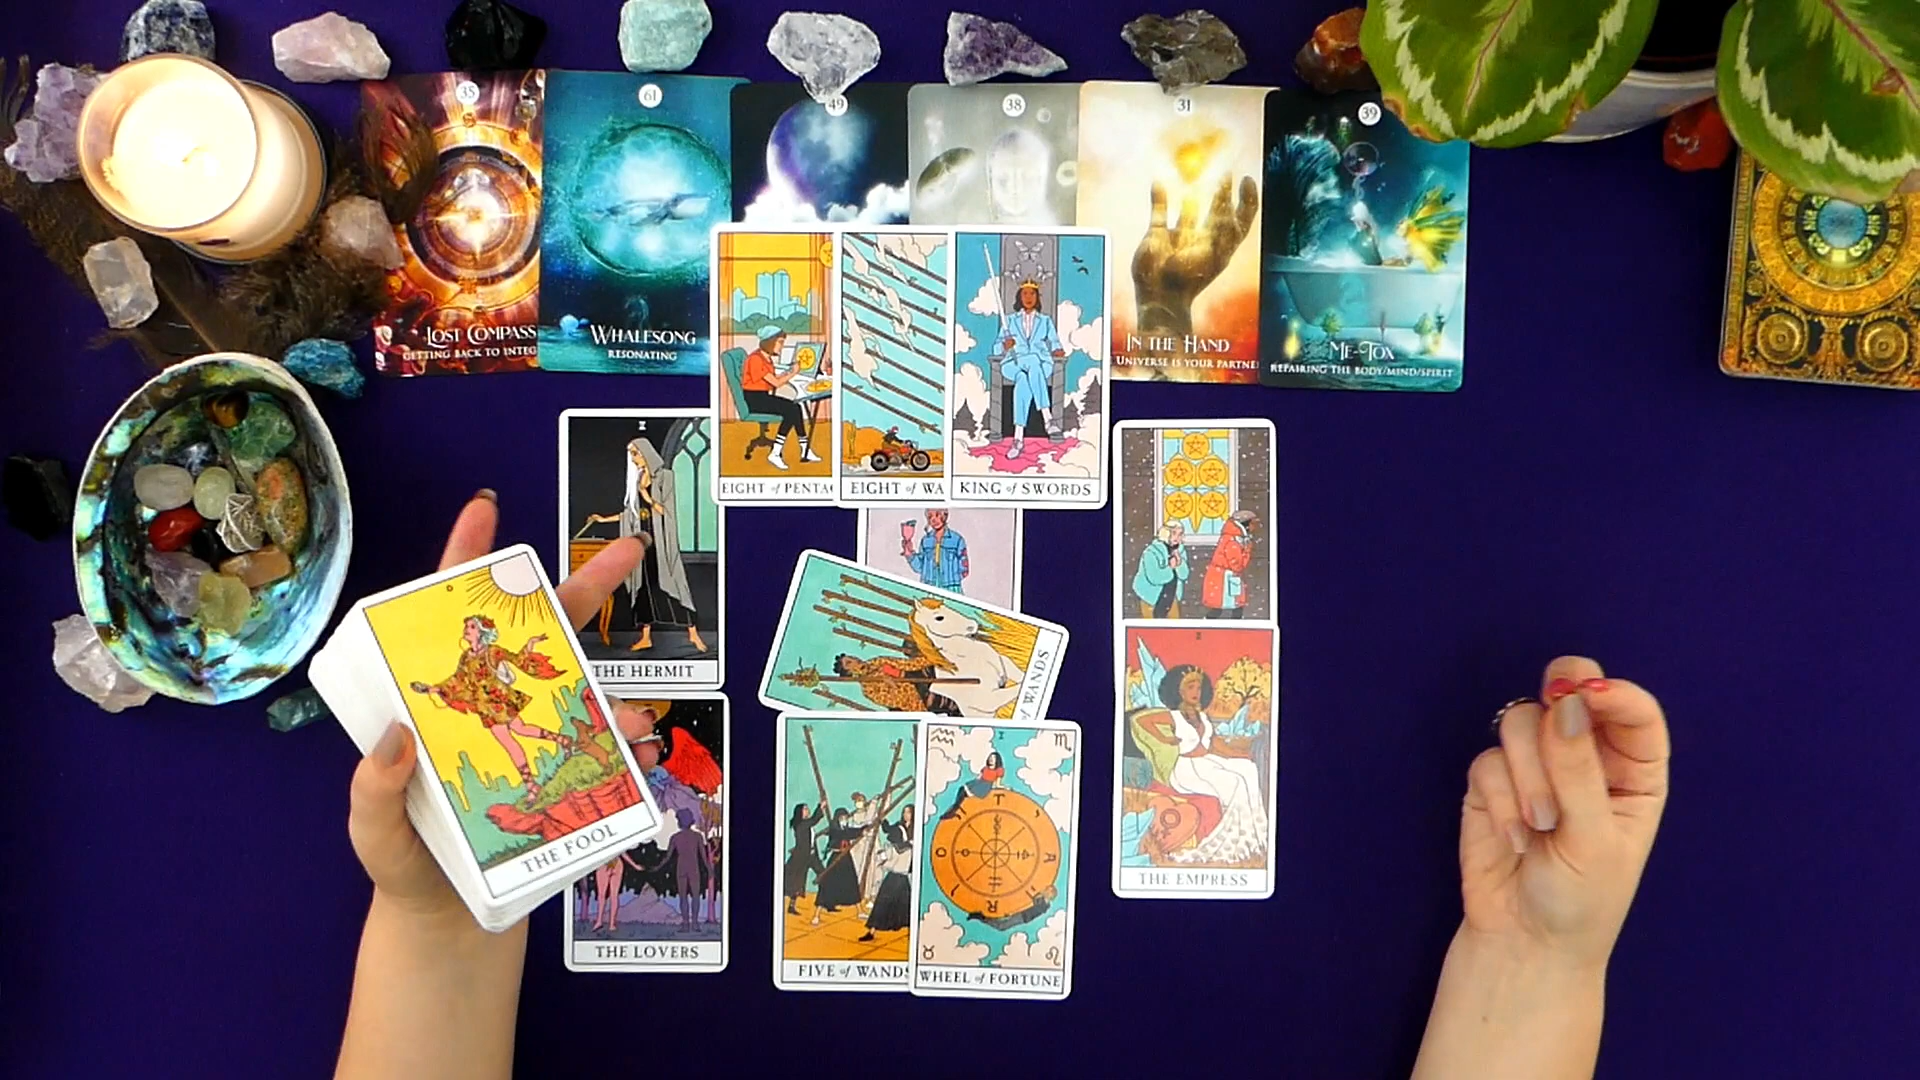 35
61
49
38
31
39
LOST COMPASS
GETTING BACK TO INTEG
WHALESONG
RESONATING
IN THE HAND
UNIVERSE IS YOUR PARTNE
ME-TOX
REPAIRING THE BODY/MIND/SPIRIT
EIGHT of PENTA
EIGHT of WA
KING of SWORDS
THE HERMIT
of WANDS
0
THE FOOL
THE LOVERS
FIVE of WANDS
X
T
A
R
O
WHEEL of FORTUNE
THE EMPRESS